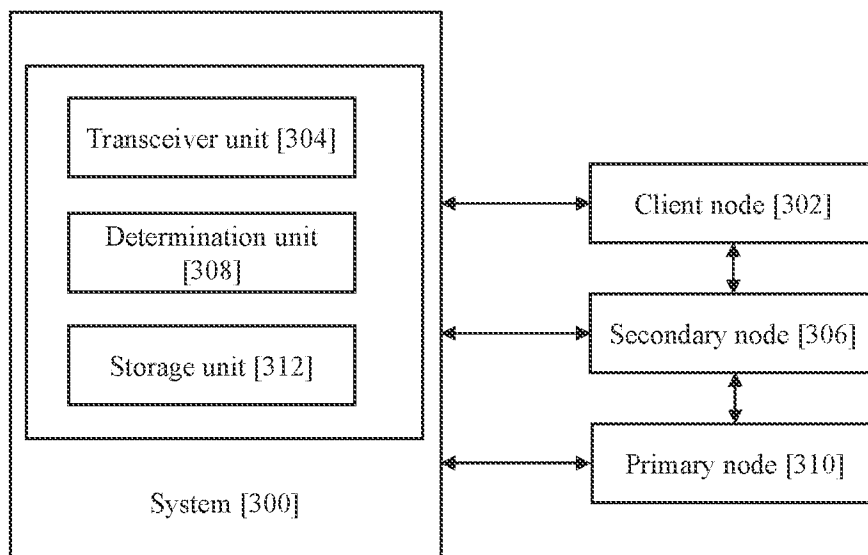 Transceiver unit [304]
Determination unit
[308]
Storage unit [312]
System [300]
Client node [302]
Secondary node [306]
Primary node [310]